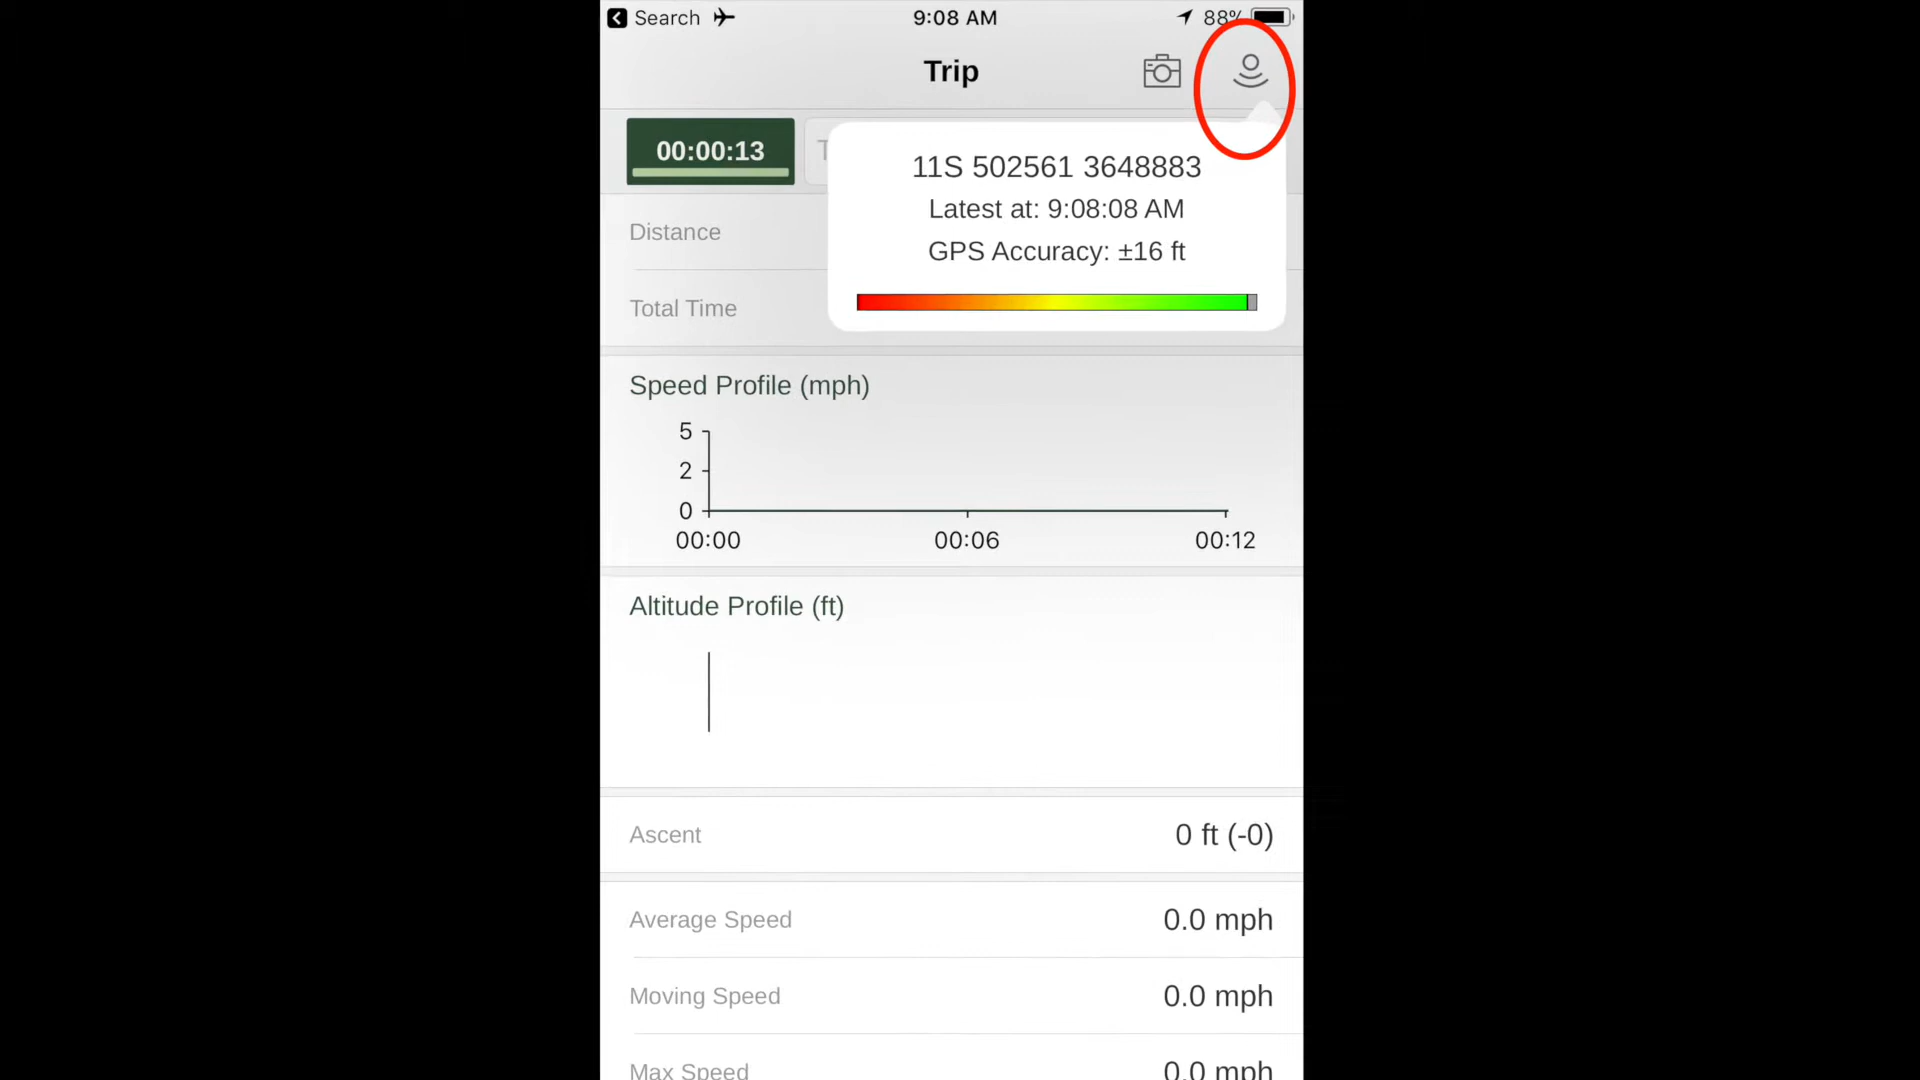 Search
9:08 AM
88%
Trip
00:00:13
T
11S 502561 3648883
Latest at: 9:08:08 AM
GPS Accuracy: ±16 ft
Distance
Total Time
Speed Profile (mph)
5
2
0
00:00 00:06 00:12
Altitude Profile (ft)
Ascent 0 ft (-0)
Average Speed 0.0 mph
Moving Speed 0.0 mph
Max Speed 0.0 mph